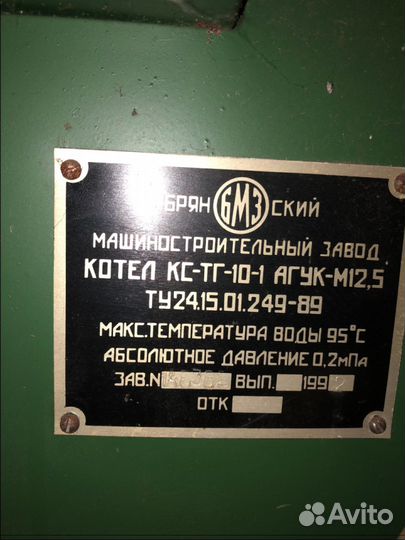 БРЯН БМЗ СКИЙ
МАШИНОСТРОИТЕЛЬНЫЙ ЗАВОД
КОТЕЛ КС-ТГ-10-1 АГУК-М12,5
ТУ24.15.01.249-89
МАКС.ТЕМПЕРАТУРА ВОДЫ 95°С
АБСОЛЮТНОЕ ДАВЛЕНИЕ 0,2мПА
ЗАВ.N ВЫП. 1992
ОТК
Avito